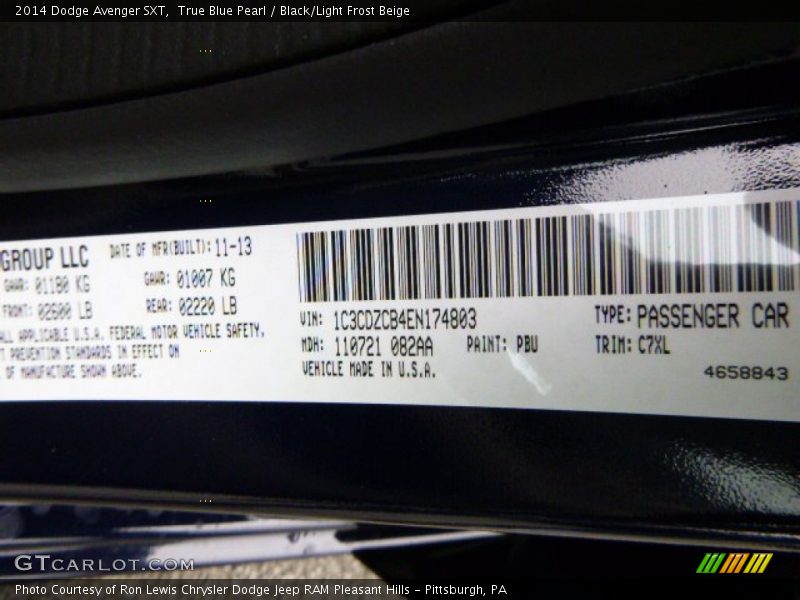 2014 Dodge Avenger SXT,  True Blue Pearl / Black/Light Frost Beige
GROUP LLC
DATE OF MFR(BUILT): 11-13
GAWR: 01180 KG
GAWR: 01007 KG
FRONT: 02600 LB
REAR: 02220 LB
ALL APPLICABLE U.S.A. FEDERAL MOTOR VEHICLE SAFETY,
PREVENTION STANDARDS IN EFFECT ON
OF MANUFACTURE SHOWN ABOVE.
VIN: 1C3CDZCB4EN174803
TYPE: PASSENGER CAR
MDH: 110721 082AA
PAINT: PBU
TRIM: C7XL
VEHICLE MADE IN U.S.A.
4658843
GTCARLOT.COM
Photo Courtesy of Ron Lewis Chrysler Dodge Jeep RAM Pleasant Hills - Pittsburgh, PA